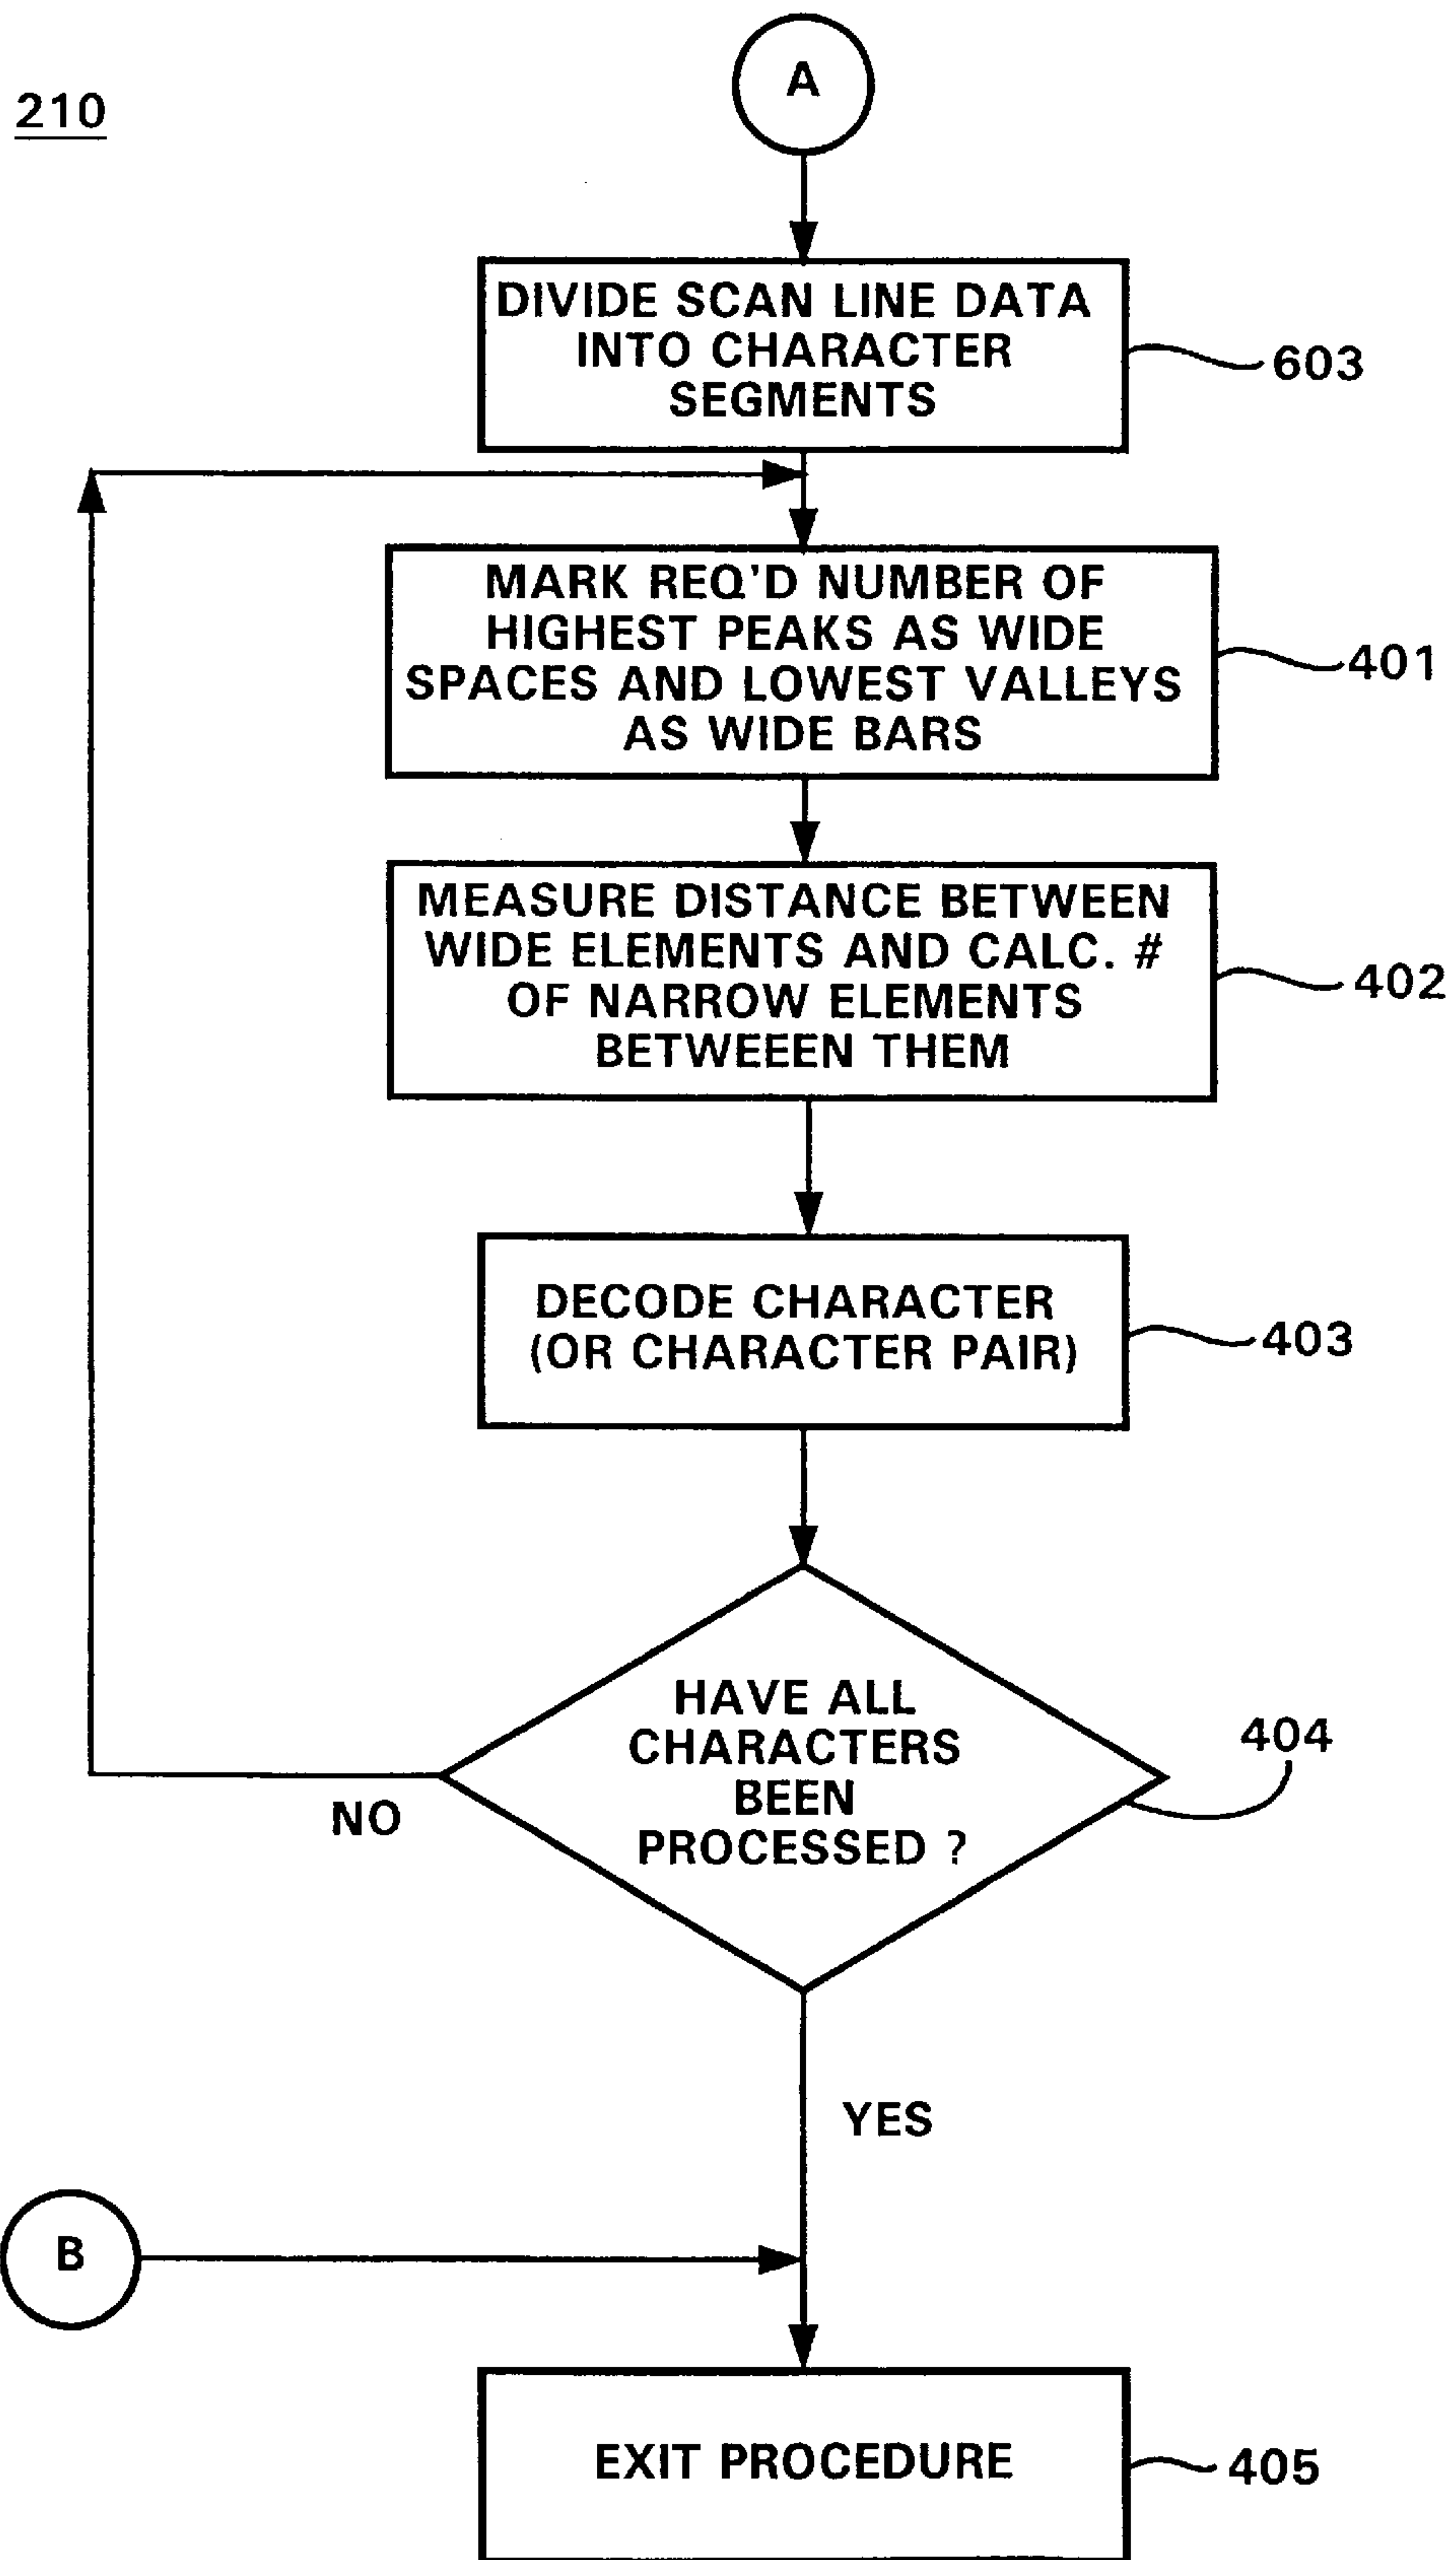 A
210
DIVIDE SCAN LINE DATA
INTO CHARACTER
SEGMENTS
603
MARK REQ'D NUMBER OF
HIGHEST PEAKS AS WIDE
SPACES AND LOWEST VALLEYS
AS WIDE BARS
401
MEASURE DISTANCE BETWEEN
WIDE ELEMENTS AND CALC. #
OF NARROW ELEMENTS
BETWEEEN THEM
402
DECODE CHARACTER
(OR CHARACTER PAIR)
403
HAVE ALL
CHARACTERS
BEEN
PROCESSED ?
404
NO
YES
B
EXIT PROCEDURE
405